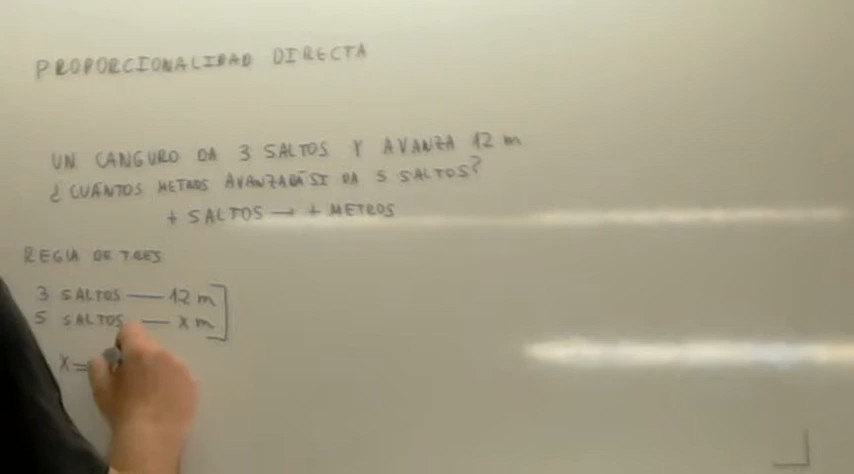 PROPORCIONALIDAD DIRECTA
UN CANGURO DA 3 SALTOS Y AVANZA 12 m
¿CUÁNTOS METROS AVANZARÁ SI DA 5 SALTOS?
+ SALTOS — + METROS
REGLA DE TRES
3 SALTOS — 12 m
5 SALTOS — X m
X =